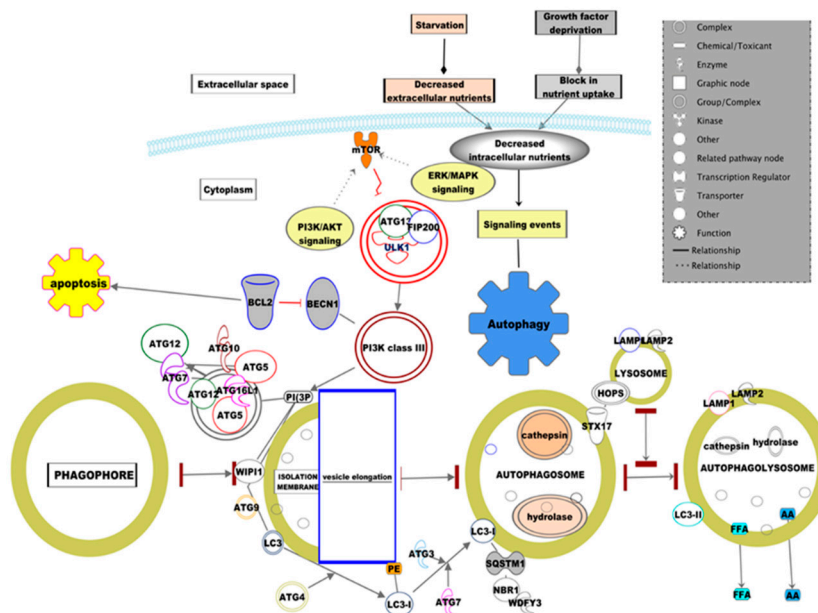 Starvation
Growth factor
deprivation
Extracellular space
Decreased
extracellular nutrients
Block in
nutrient uptake
mTOR
Decreased
intracellular nutrients
Cytoplasm
ERK/MAPK
signaling
PI3K/AKT
signaling
ATG13
FIP200
ULK1
Signaling events
apoptosis
BCL2
BECN1
Autophagy
PI3K class III
ATG12
ATG10
ATG5
ATG7
ATG12
ATG16L1
ATG5
PI(3P
LAMP1
LAMP2
LYSOSOME
HOPS
STX17
LAMP1
LAMP2
PHAGOPHORE
WIPI1
ISOLATION
MEMBRANE
vesicle elongation
cathepsin
AUTOPHAGOSOME
hydrolase
cathepsin
hydrolase
AUTOPHAGOLYSOSOME
ATG9
LC3
LC3-I
LC3-II
FFA
AA
ATG3
SQSTM1
PE
NBR1
WDFY3
ATG4
LC3-I
ATG7
FFA
AA
Complex
Chemical/Toxicant
Enzyme
Graphic node
Group/Complex
Kinase
Other
Related pathway node
Transcription Regulator
Transporter
Other
Function
Relationship
Relationship